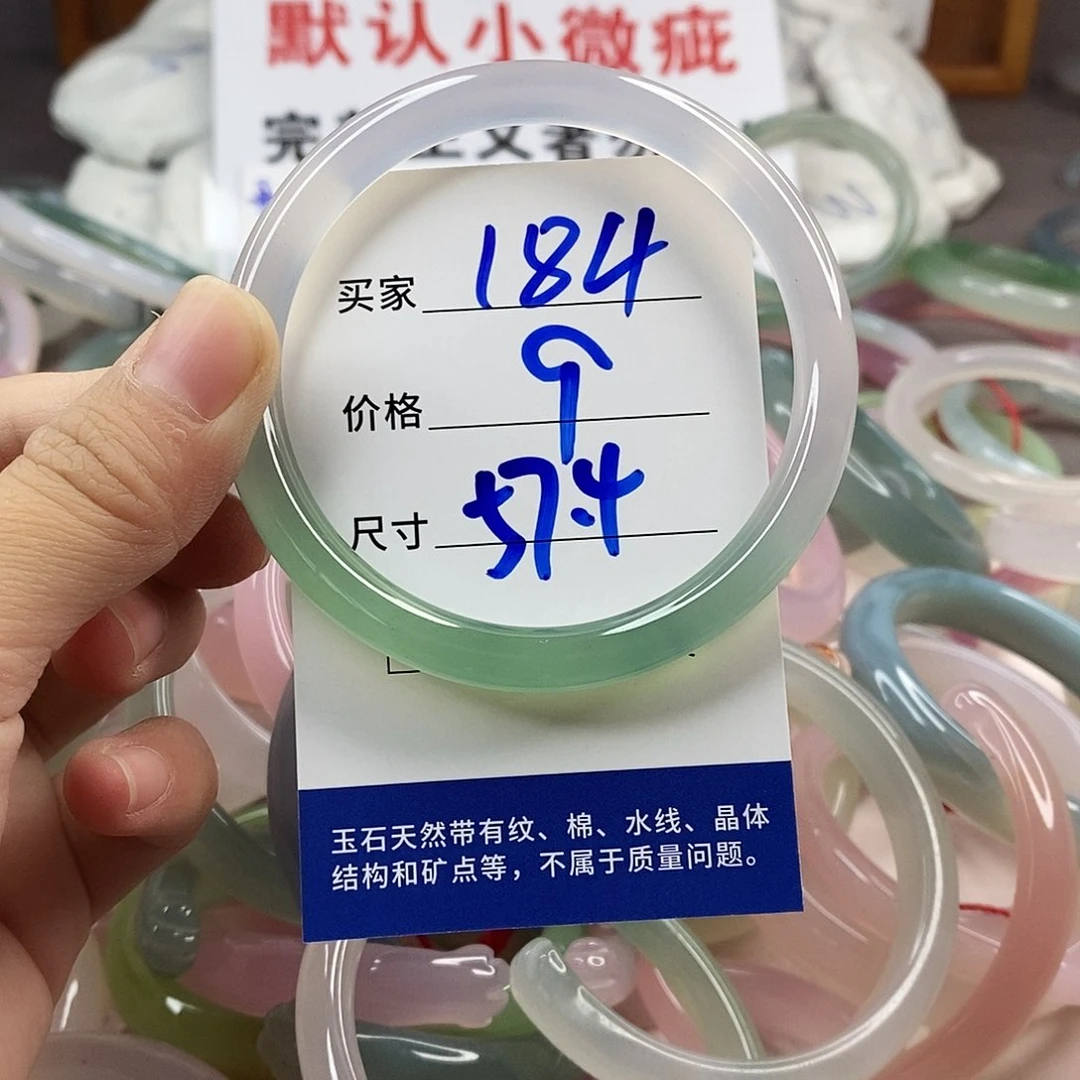 默认小微疵
买家 184
价格
尺寸 57.4
玉石天然带有纹、棉、水线、晶体
结构和矿点等，不属于质量问题。